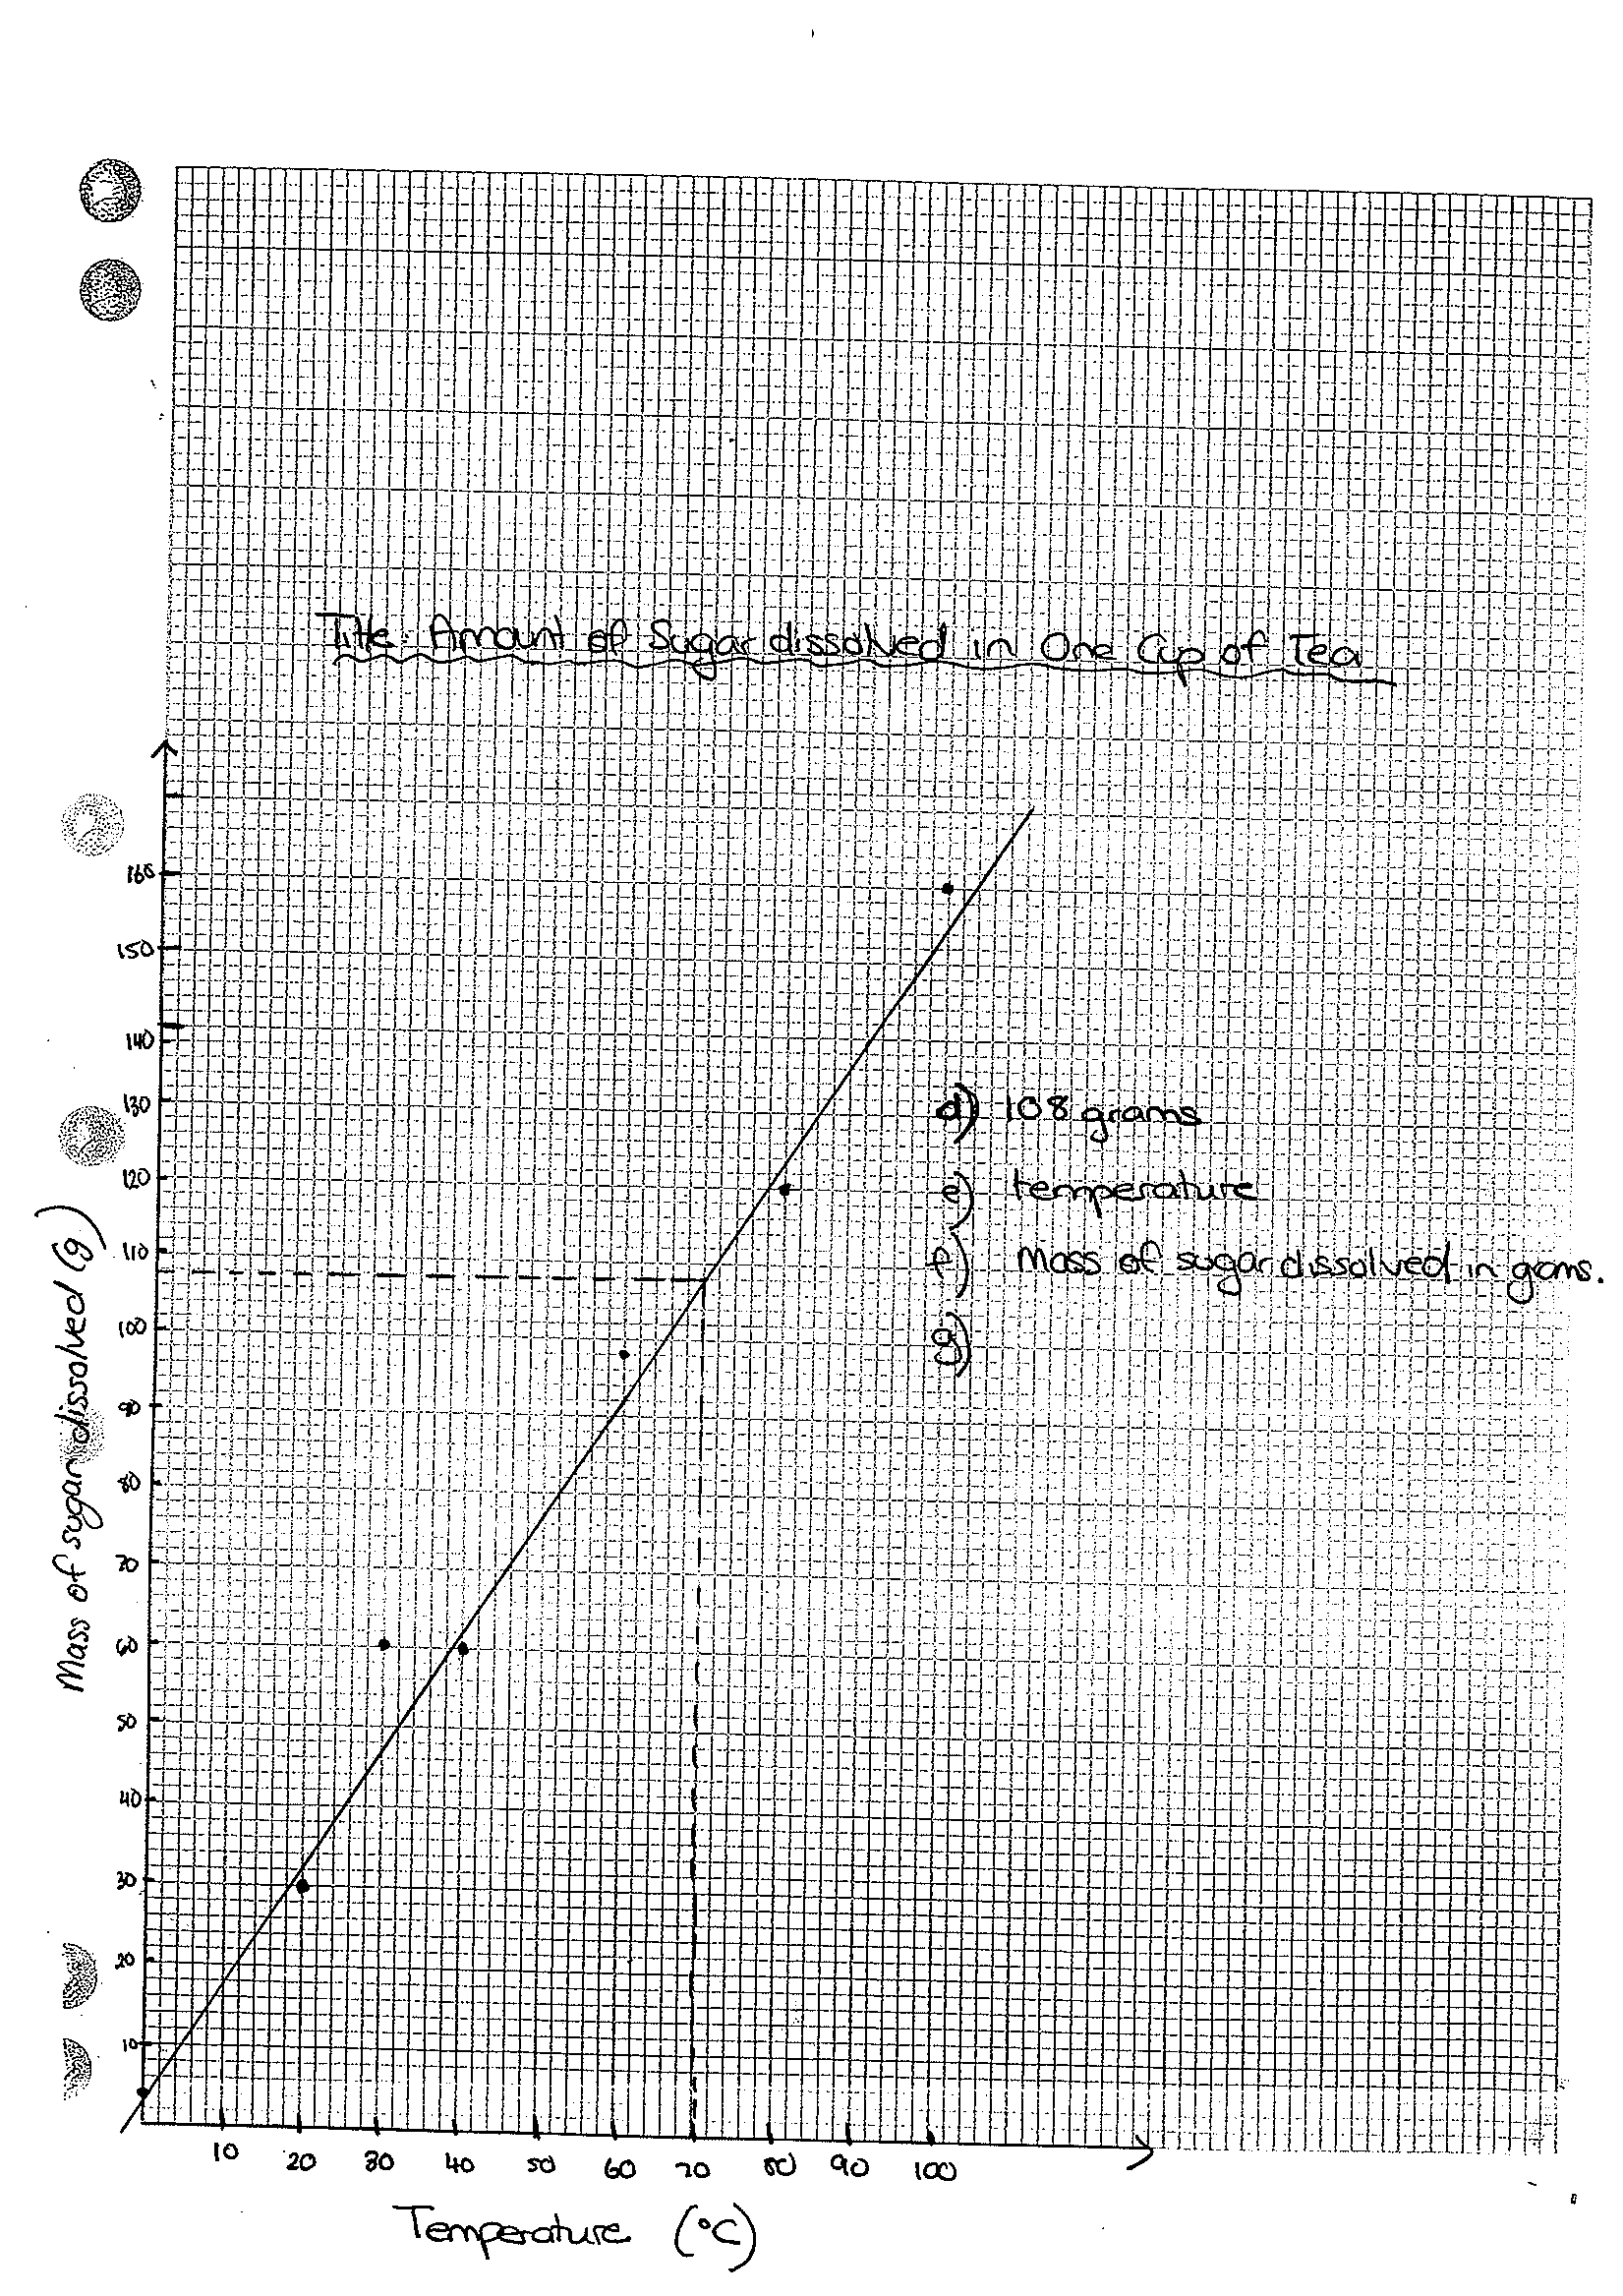 Title: Amount of Sugar dissolved in One Cup of Tea
160
150
140
130
120
110
100
90
80
70
60
50
40
30
20
10
Mass of sugar dissolved (g)
d) 108 grams
e) temperature
f) Mass of sugar dissolved in grams.
g)
10 20 30 40 50 60 70 80 90 100
Temperature (°C)